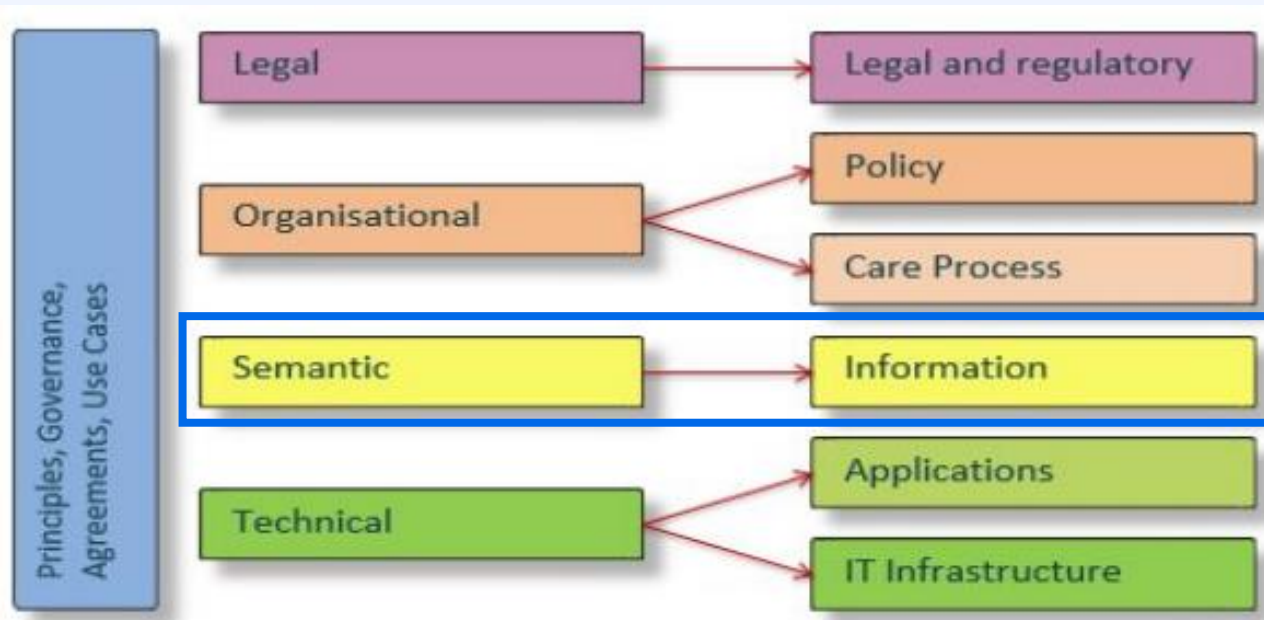 Principles, Governance,
Agreements, Use Cases
Legal
Legal and regulatory
Organisational
Policy
Care Process
Semantic
Information
Technical
Applications
IT Infrastructure